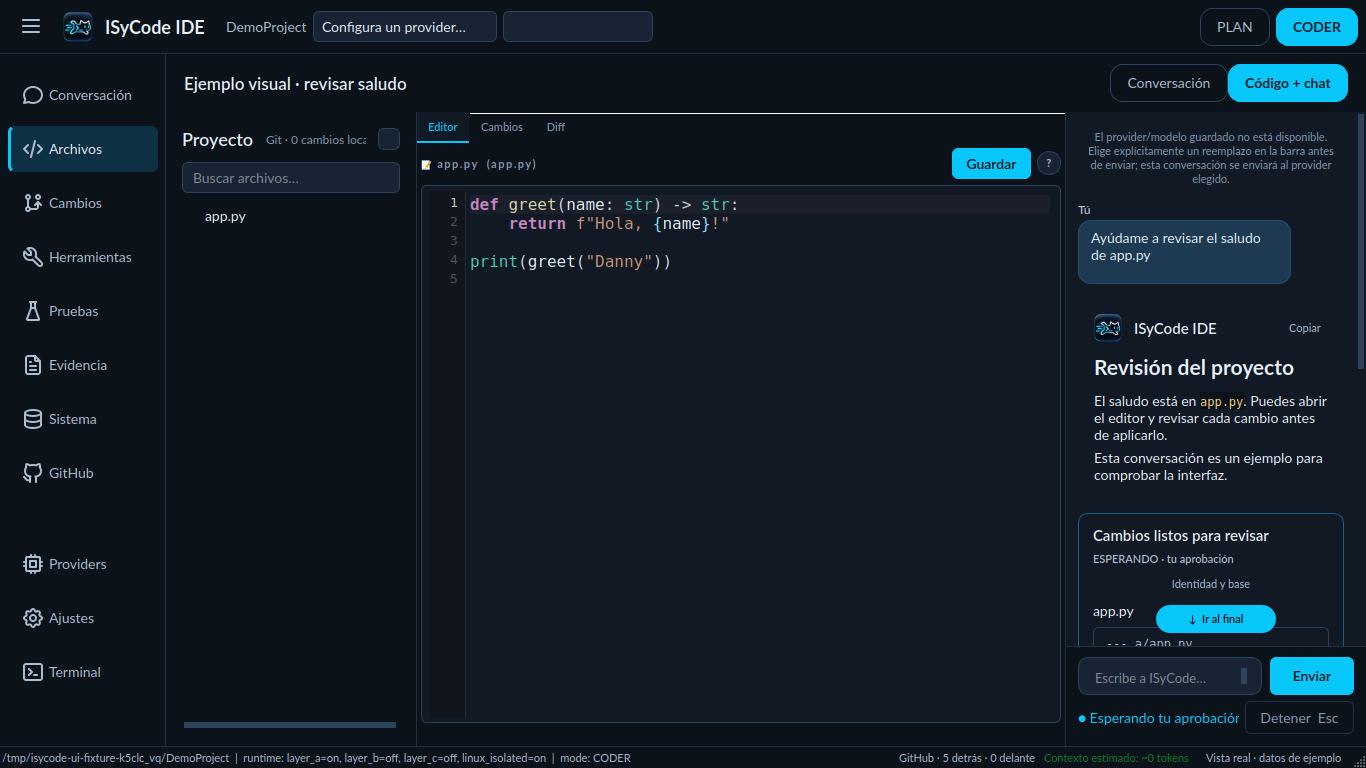 ISyCode IDE
DemoProject
Configura un provider...
PLAN
CODER
Conversación
Archivos
Cambios
Herramientas
Pruebas
Evidencia
Sistema
GitHub
Providers
Ajustes
Terminal
Ejemplo visual · revisar saludo
Conversación
Código + chat
Proyecto
Git · 0 cambios loca
Buscar archivos...
app.py
Editor
Cambios
Diff
app.py (app.py)
Guardar
?
1 def greet(name: str) -> str:
2     return f"Hola, {name}!"
3
4 print(greet("Danny"))
5
El provider/modelo guardado no está disponible.
Elige explícitamente un reemplazo en la barra antes
de enviar; esta conversación se enviará al provider
elegido.
Tú
Ayúdame a revisar el saludo
de app.py
ISyCode IDE
Copiar
Revisión del proyecto
El saludo está en app.py. Puedes abrir
el editor y revisar cada cambio antes
de aplicarlo.
Esta conversación es un ejemplo para
comprobar la interfaz.
Cambios listos para revisar
ESPERANDO · tu aprobación
Identidad y base
app.py
↓ Ir al final
--- a/app.py
Escribe a ISyCode...
Enviar
● Esperando tu aprobación
Detener Esc
/tmp/isycode-ui-fixture-k5clc_vq/DemoProject | runtime: layer_a=on, layer_b=off, layer_c=off, linux_isolated=on | mode: CODER
GitHub · 5 detrás · 0 delante
Contexto estimado: ~0 tokens
Vista real · datos de ejemplo